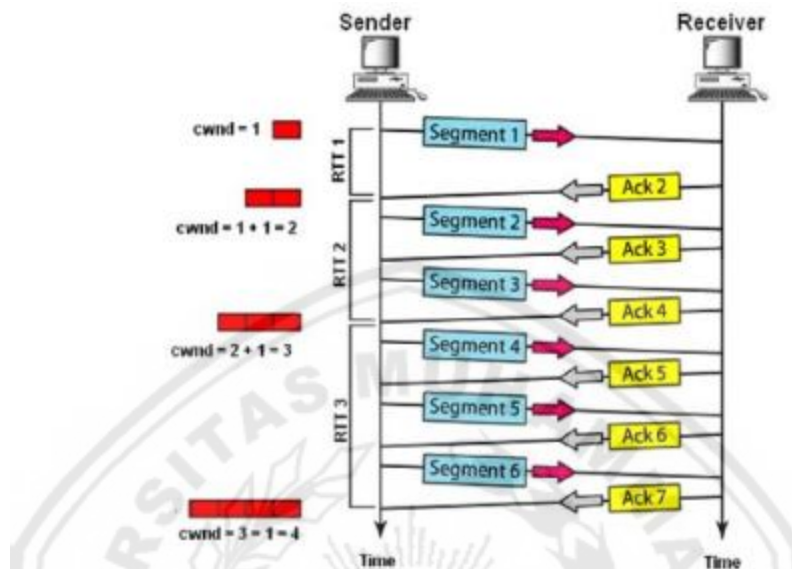 Sender
Receiver
cwnd = 1
RTT 1
Segment 1
Ack 2
cwnd = 1 + 1 = 2
RTT 2
Segment 2
Ack 3
Segment 3
Ack 4
cwnd = 2 + 1 = 3
RTT 3
Segment 4
Ack 5
Segment 5
Ack 6
Segment 6
Ack 7
cwnd = 3 = 1 = 4
Time
Time
RSITAS MUHAMMA